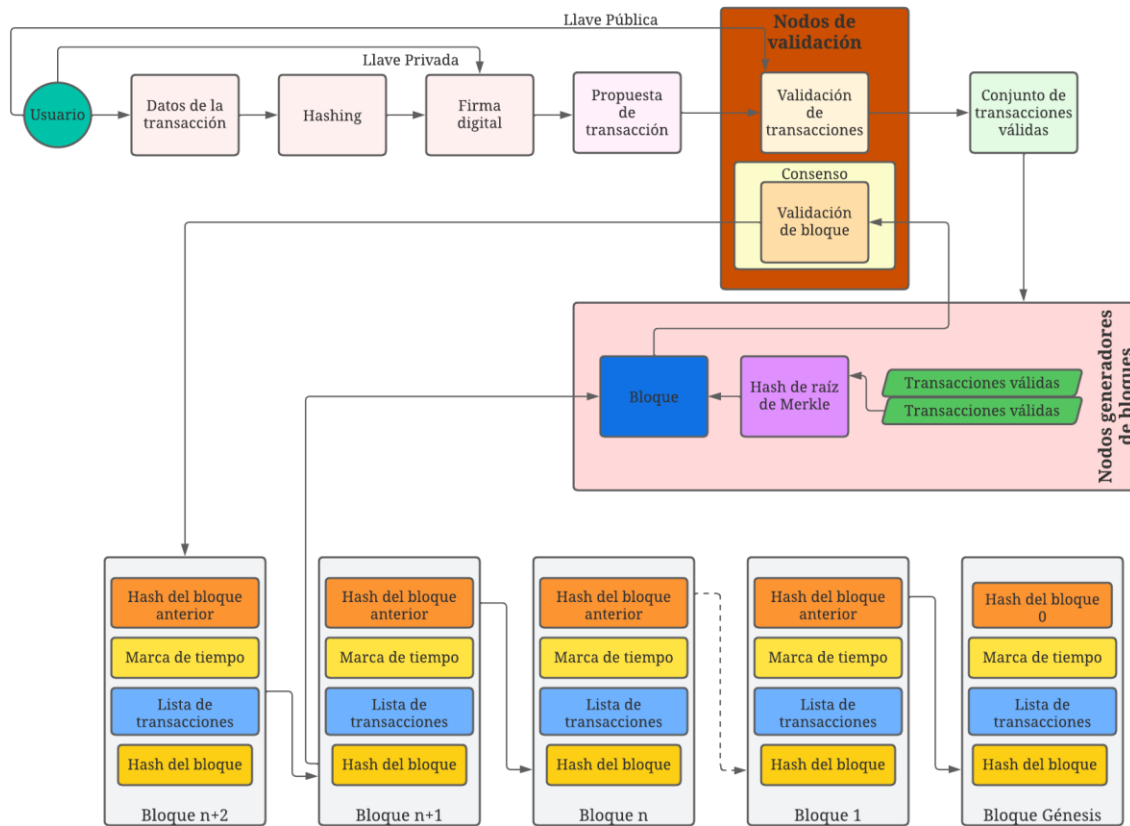 Llave Pública
Nodos de
validación
Llave Privada
Usuario
Datos de la
transacción
Hashing
Firma
digital
Propuesta
de
transacción
Validación
de
transacciones
Conjunto de
transacciones
válidas
Consenso
Validación
de bloque
Bloque
Hash de raíz
de Merkle
Transacciones válidas
Transacciones válidas
Nodos generadores
de bloques
Hash del bloque
anterior
Marca de tiempo
Lista de
transacciones
Hash del bloque
Bloque n+2
Hash del bloque
anterior
Marca de tiempo
Lista de
transacciones
Hash del bloque
Bloque n+1
Hash del bloque
anterior
Marca de tiempo
Lista de
transacciones
Hash del bloque
Bloque n
Hash del bloque
anterior
Marca de tiempo
Lista de
transacciones
Hash del bloque
Bloque 1
Hash del bloque
0
Marca de tiempo
Lista de
transacciones
Hash del bloque
Bloque Génesis